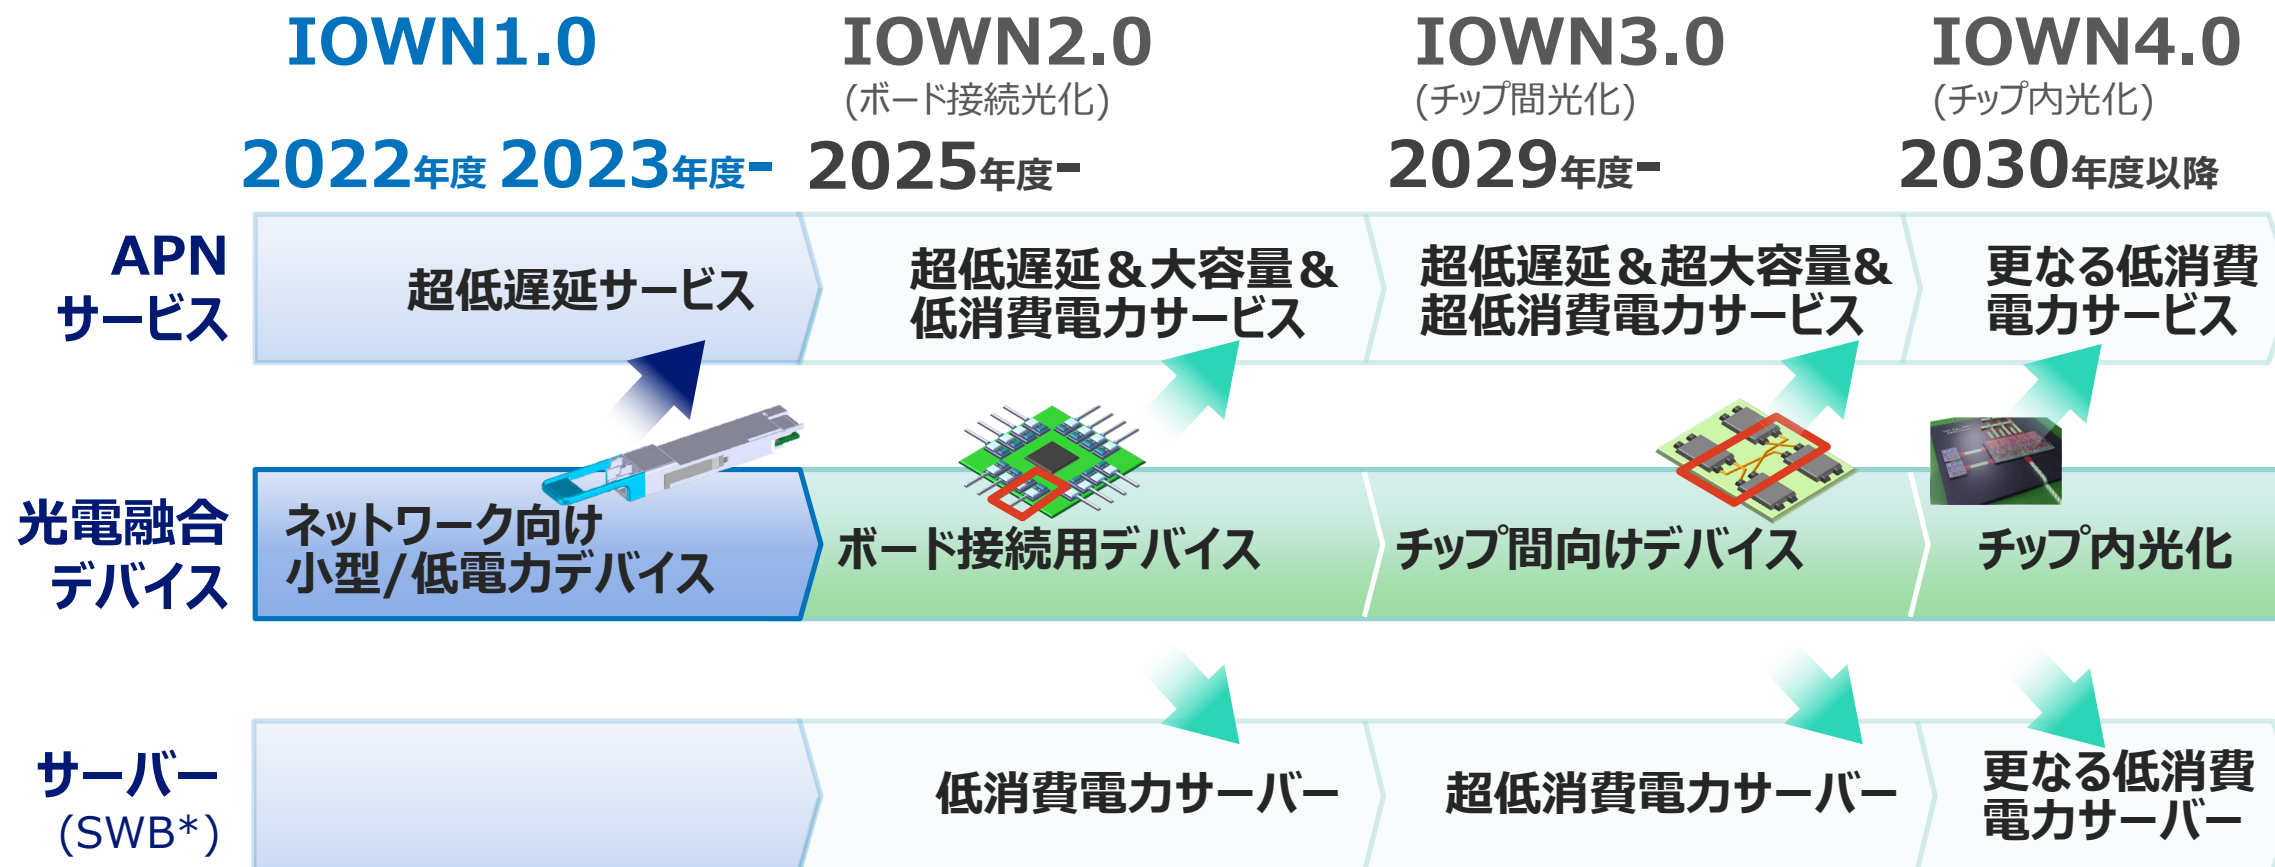 IOWN1.0
IOWN2.0
(ボード接続光化)
IOWN3.0
(チップ間光化)
IOWN4.0
(チップ内光化)
2022年度 2023年度-
2025年度-
2029年度-
2030年度以降
APN
サービス
超低遅延サービス
超低遅延&大容量&
低消費電力サービス
超低遅延&超大容量&
超低消費電力サービス
更なる低消費
電力サービス
光電融合
デバイス
ネットワーク向け
小型/低電力デバイス
ボード接続用デバイス
チップ間向けデバイス
チップ内光化
サーバー
(SWB*)
低消費電力サーバー
超低消費電力サーバー
更なる低消費
電力サーバー